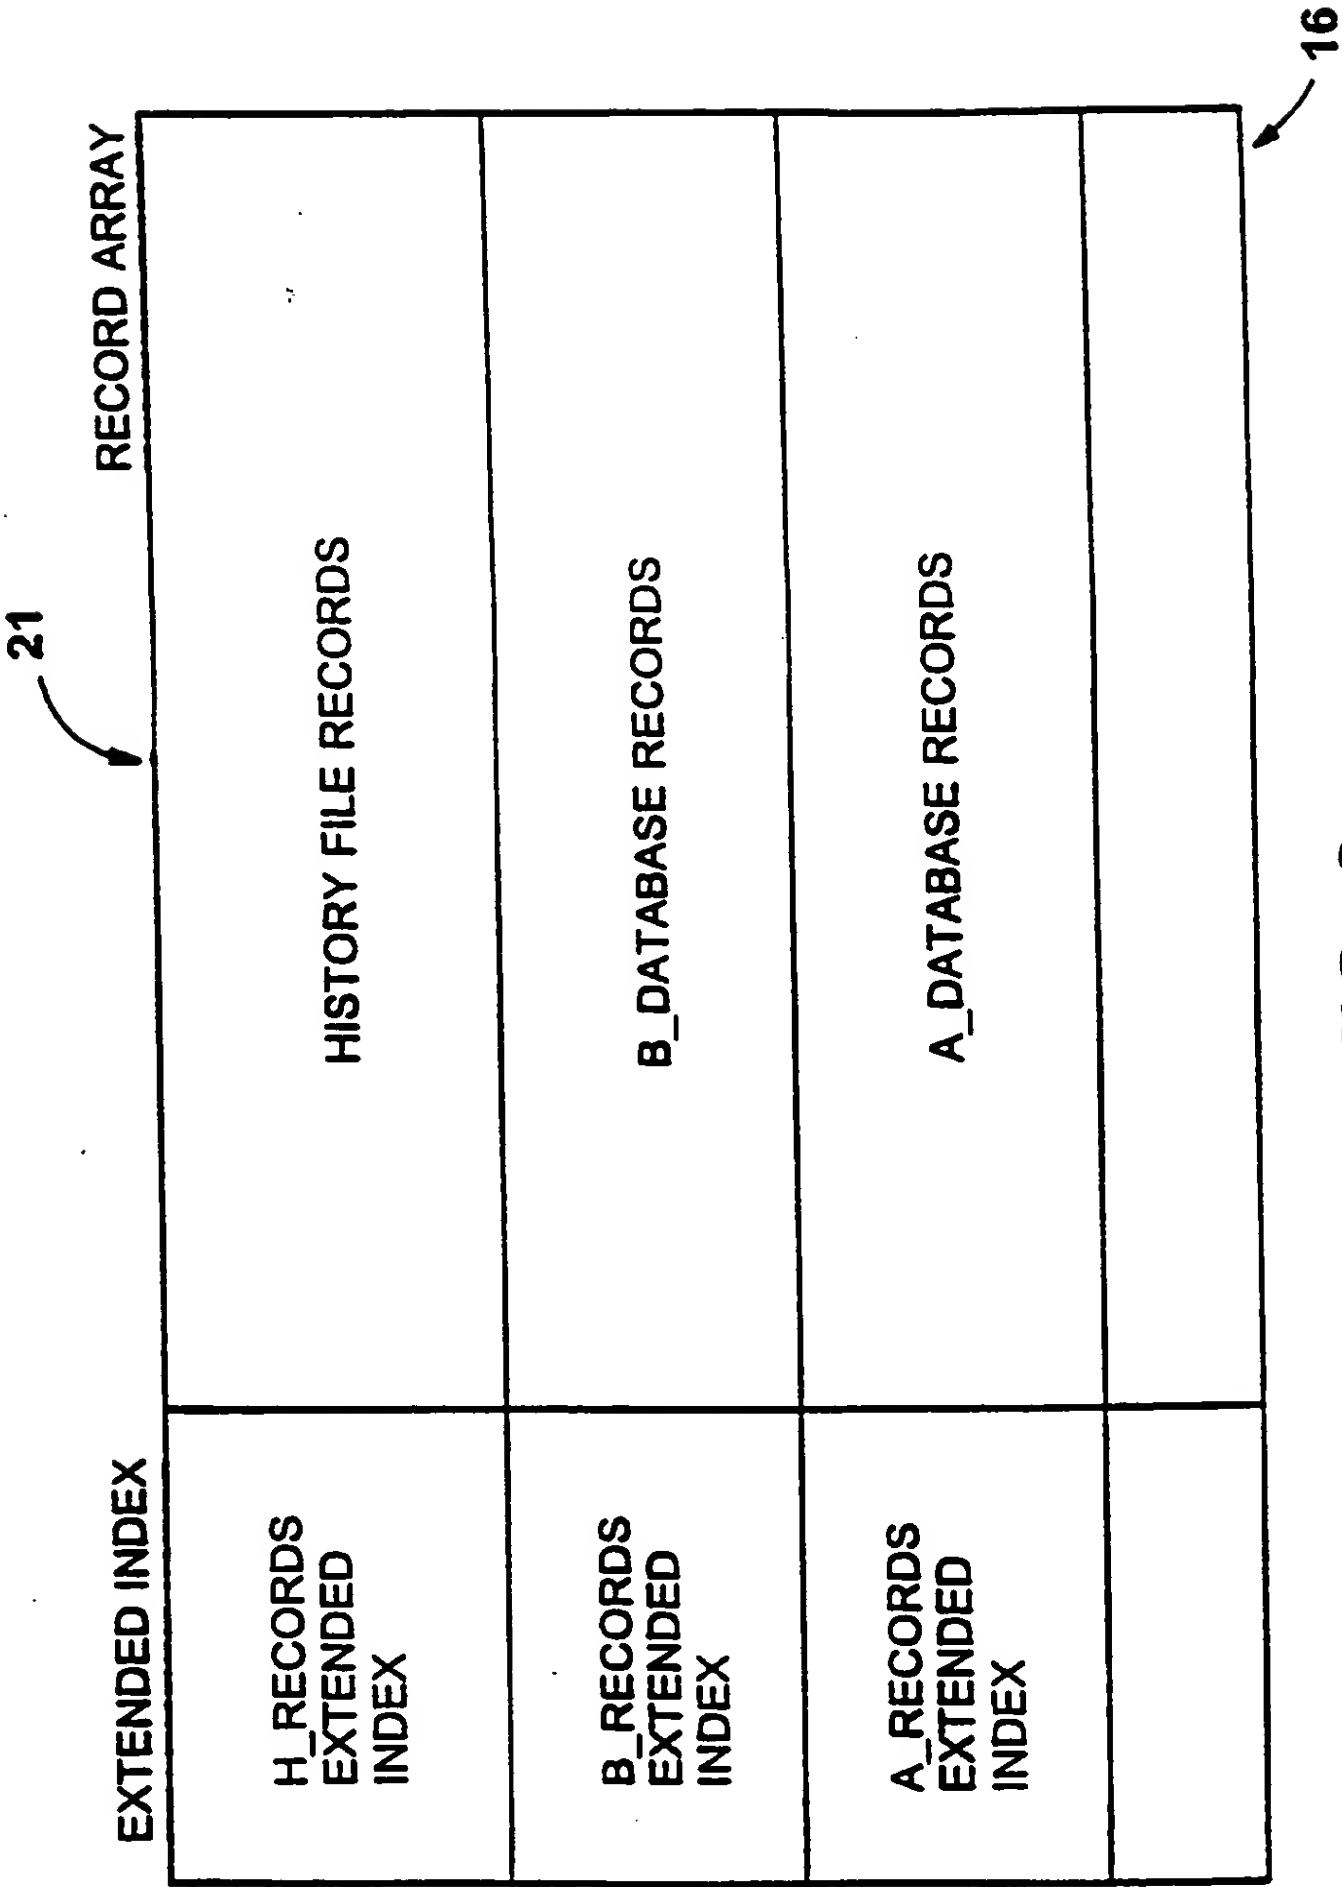 21
EXTENDED INDEX
RECORD ARRAY
H_RECORDS
EXTENDED
INDEX
HISTORY FILE RECORDS
B_RECORDS
EXTENDED
INDEX
B_DATABASE RECORDS
A_RECORDS
EXTENDED
INDEX
A_DATABASE RECORDS
16